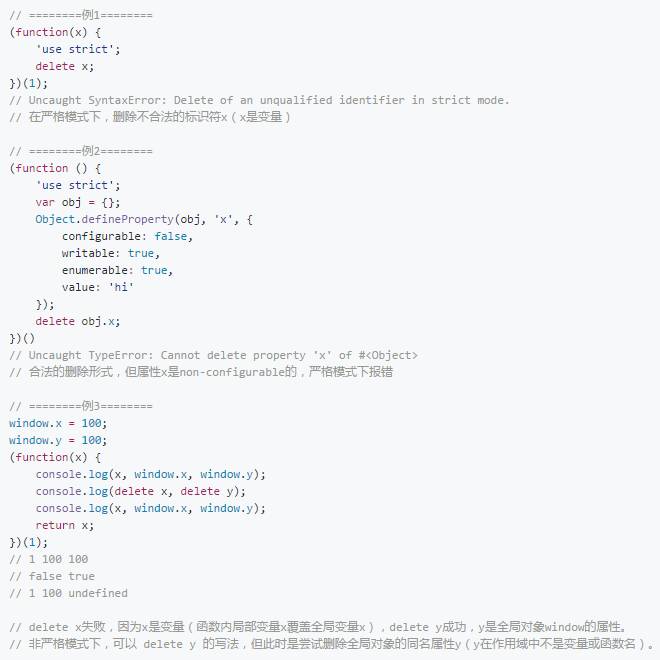 // ========例1========
(function(x) {
    'use strict';
    delete x;
})(1);
// Uncaught SyntaxError: Delete of an unqualified identifier in strict mode.
// 在严格模式下，删除不合法的标识符x（x是变量）

// ========例2========
(function () {
    'use strict';
    var obj = {};
    Object.defineProperty(obj, 'x', {
        configurable: false,
        writable: true,
        enumerable: true,
        value: 'hi'
    });
    delete obj.x;
})()
// Uncaught TypeError: Cannot delete property 'x' of #<Object>
// 合法的删除形式，但属性x是non-configurable的，严格模式下报错

// ========例3========
window.x = 100;
window.y = 100;
(function(x) {
    console.log(x, window.x, window.y);
    console.log(delete x, delete y);
    console.log(x, window.x, window.y);
    return x;
})(1);
// 1 100 100
// false true
// 1 100 undefined

// delete x失败，因为x是变量（函数内局部变量x覆盖全局变量x），delete y成功，y是全局对象window的属性。
// 非严格模式下，可以 delete y 的写法，但此时是尝试删除全局对象的同名属性y（y在作用域中不是变量或函数名）。